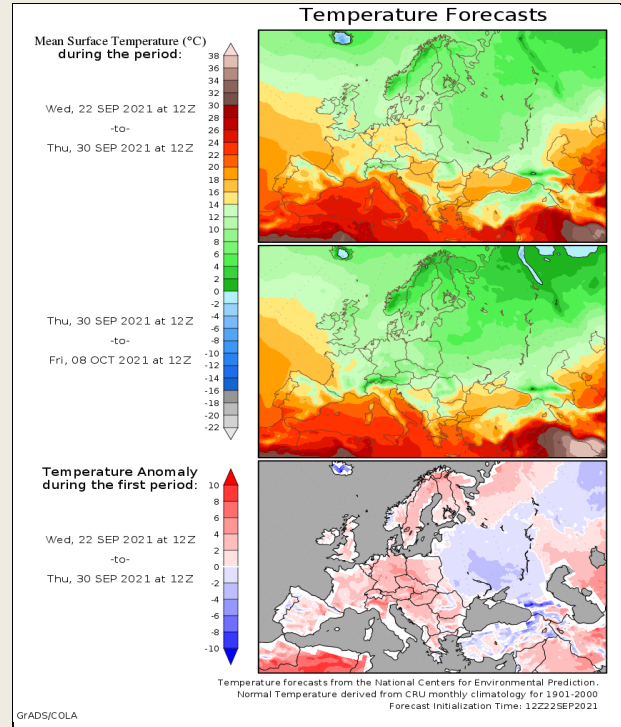 Temperature Forecasts
Mean Surface Temperature (°C)
during the period:
38
36
34
32
30
28
26
24
22
20
18
16
14
12
10
8
6
4
2
0
-2
-4
-6
-8
-10
-12
-14
-16
-18
-20
-22
Wed, 22 SEP 2021 at 12Z
-to-
Thu, 30 SEP 2021 at 12Z
Thu, 30 SEP 2021 at 12Z
-to-
Fri, 08 OCT 2021 at 12Z
Temperature Anomaly
during the first period:
10
8
6
4
2
0
-2
-4
-6
-8
-10
Wed, 22 SEP 2021 at 12Z
-to-
Thu, 30 SEP 2021 at 12Z
Temperature forecasts from the National Centers for Environmental Prediction.
Normal Temperature derived from CRU monthly climatology for 1901-2000
Forecast Initialization Time: 12Z22SEP2021
GrADS/COLA